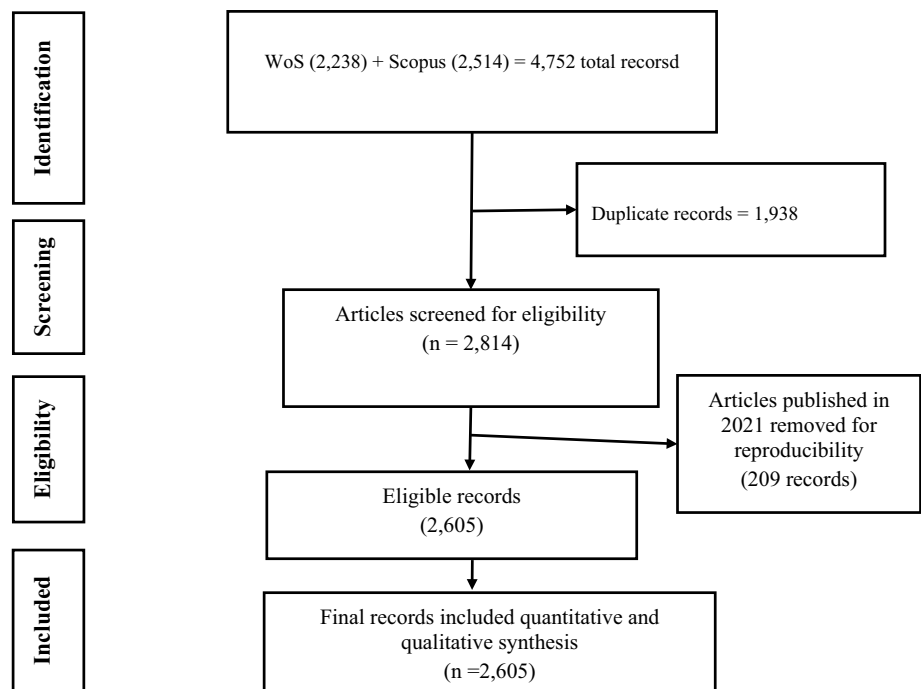 Identification
WoS (2,238) + Scopus (2,514) = 4,752 total recorsd
Duplicate records = 1,938
Screening
Articles screened for eligibility
(n = 2,814)
Eligibility
Articles published in
2021 removed for
reproducibility
(209 records)
Eligible records
(2,605)
Included
Final records included quantitative and
qualitative synthesis
(n =2,605)